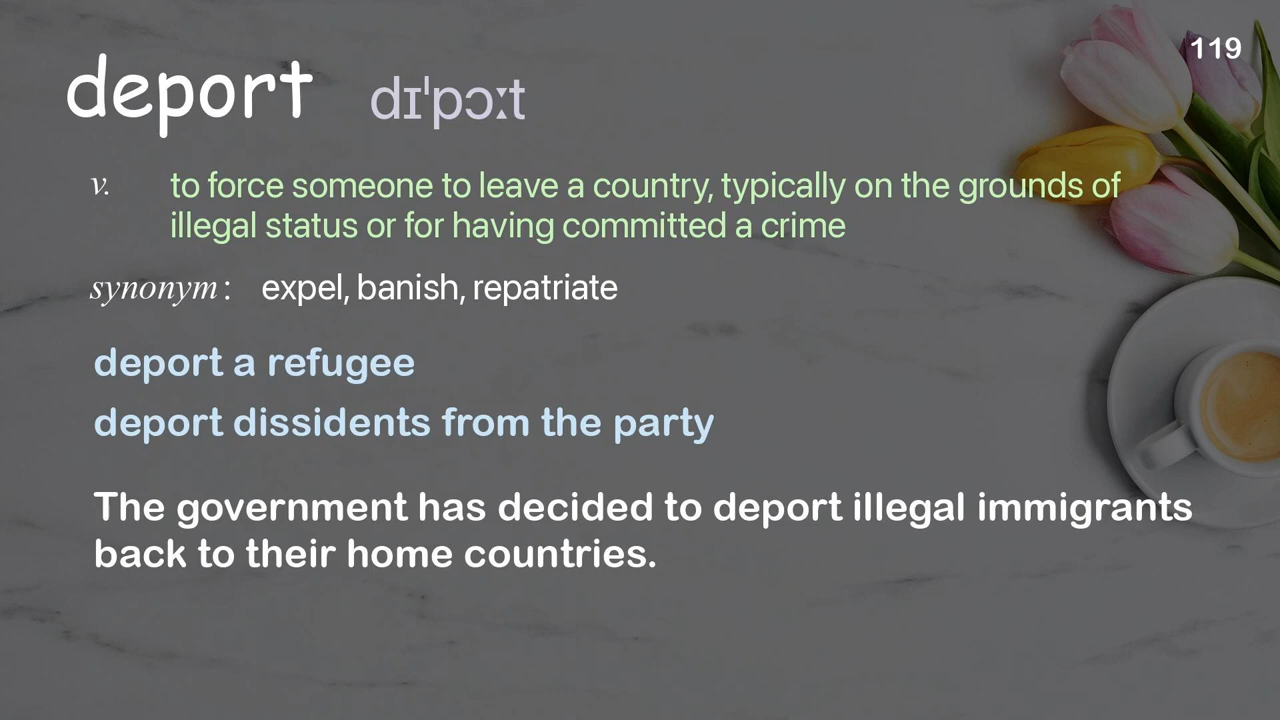 119
deport dɪˈpɔːt
v. to force someone to leave a country, typically on the grounds of
illegal status or for having committed a crime
synonym : expel, banish, repatriate
deport a refugee
deport dissidents from the party
The government has decided to deport illegal immigrants
back to their home countries.